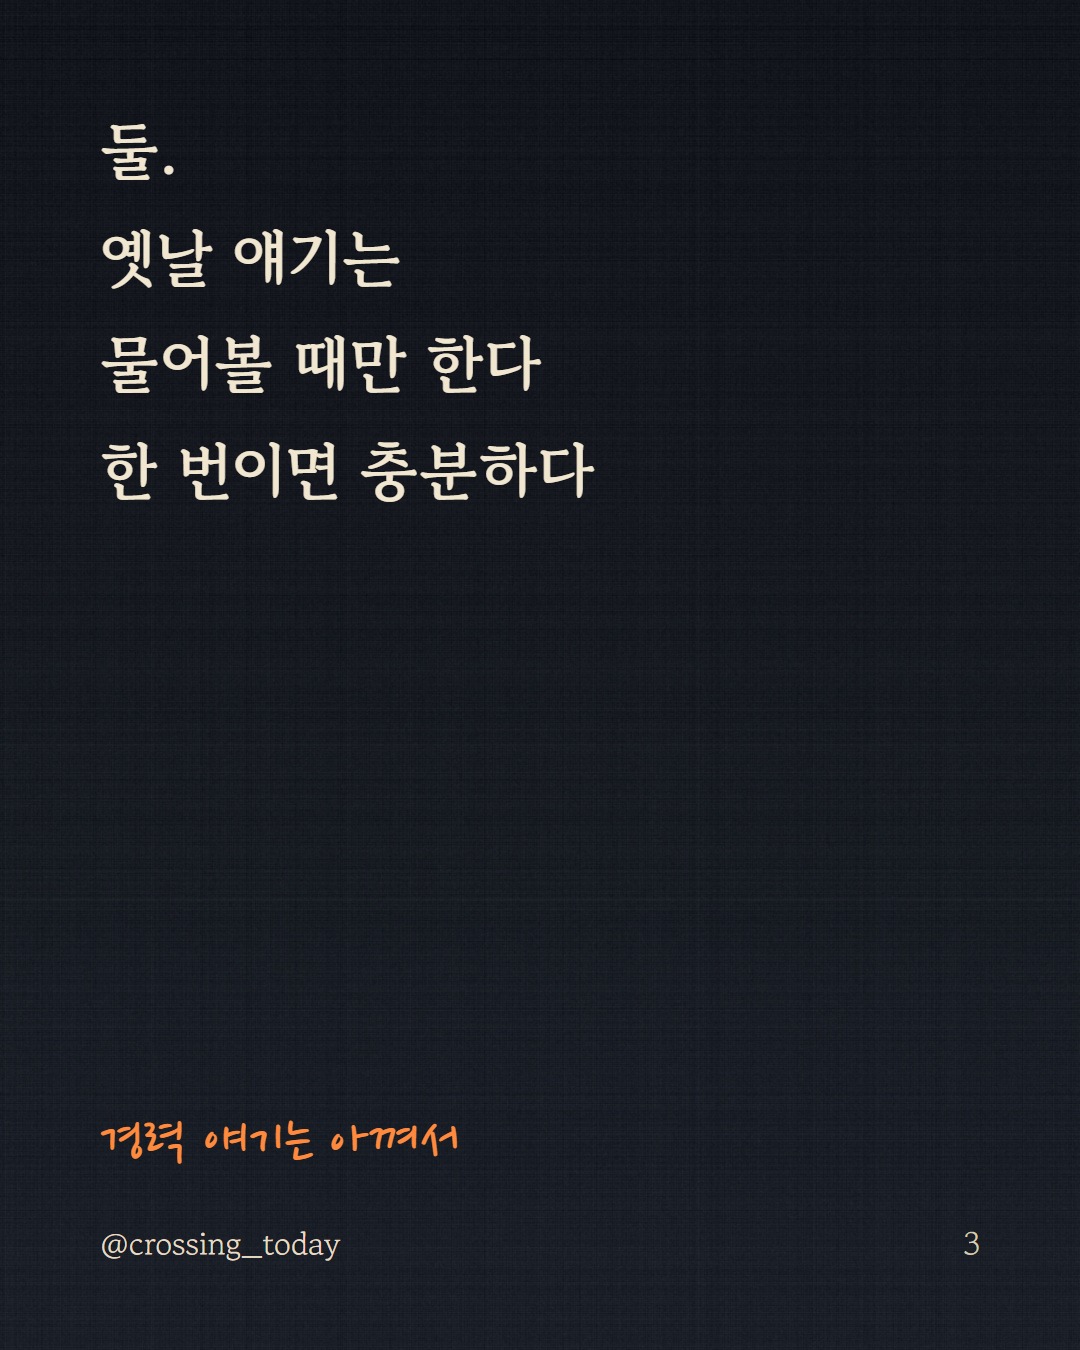 둘.
옛날 얘기는
물어볼 때만 한다
한 번이면 충분하다
경력 얘기는 아껴서
@crossing_today
3